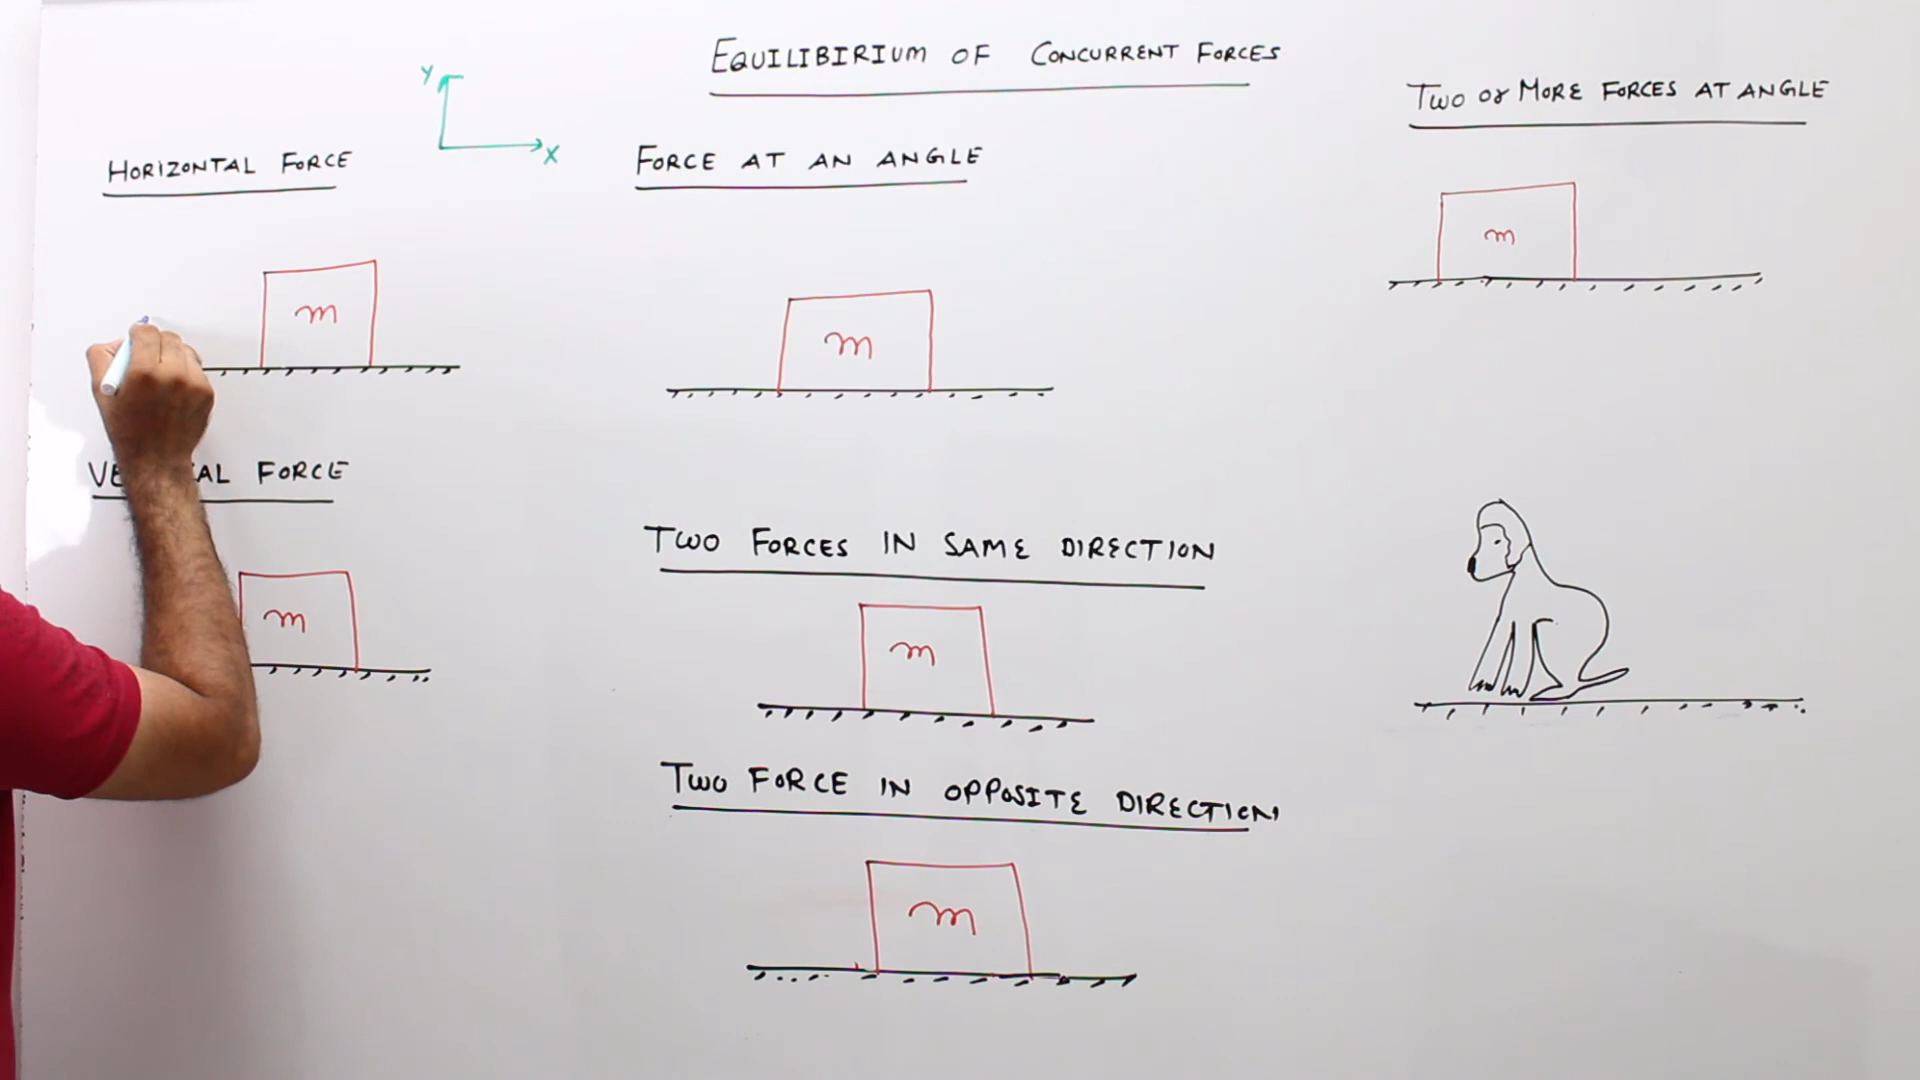 EQUILIBIRIUM OF CONCURRENT FORCES
Y
X
HORIZONTAL FORCE
m
FORCE AT AN ANGLE
m
TWO or MORE FORCES AT ANGLE
m
FORCE
m
TWO FORCES IN SAME DIRECTION
m
TWO FORCE IN OPPOSITE DIRECTION
m